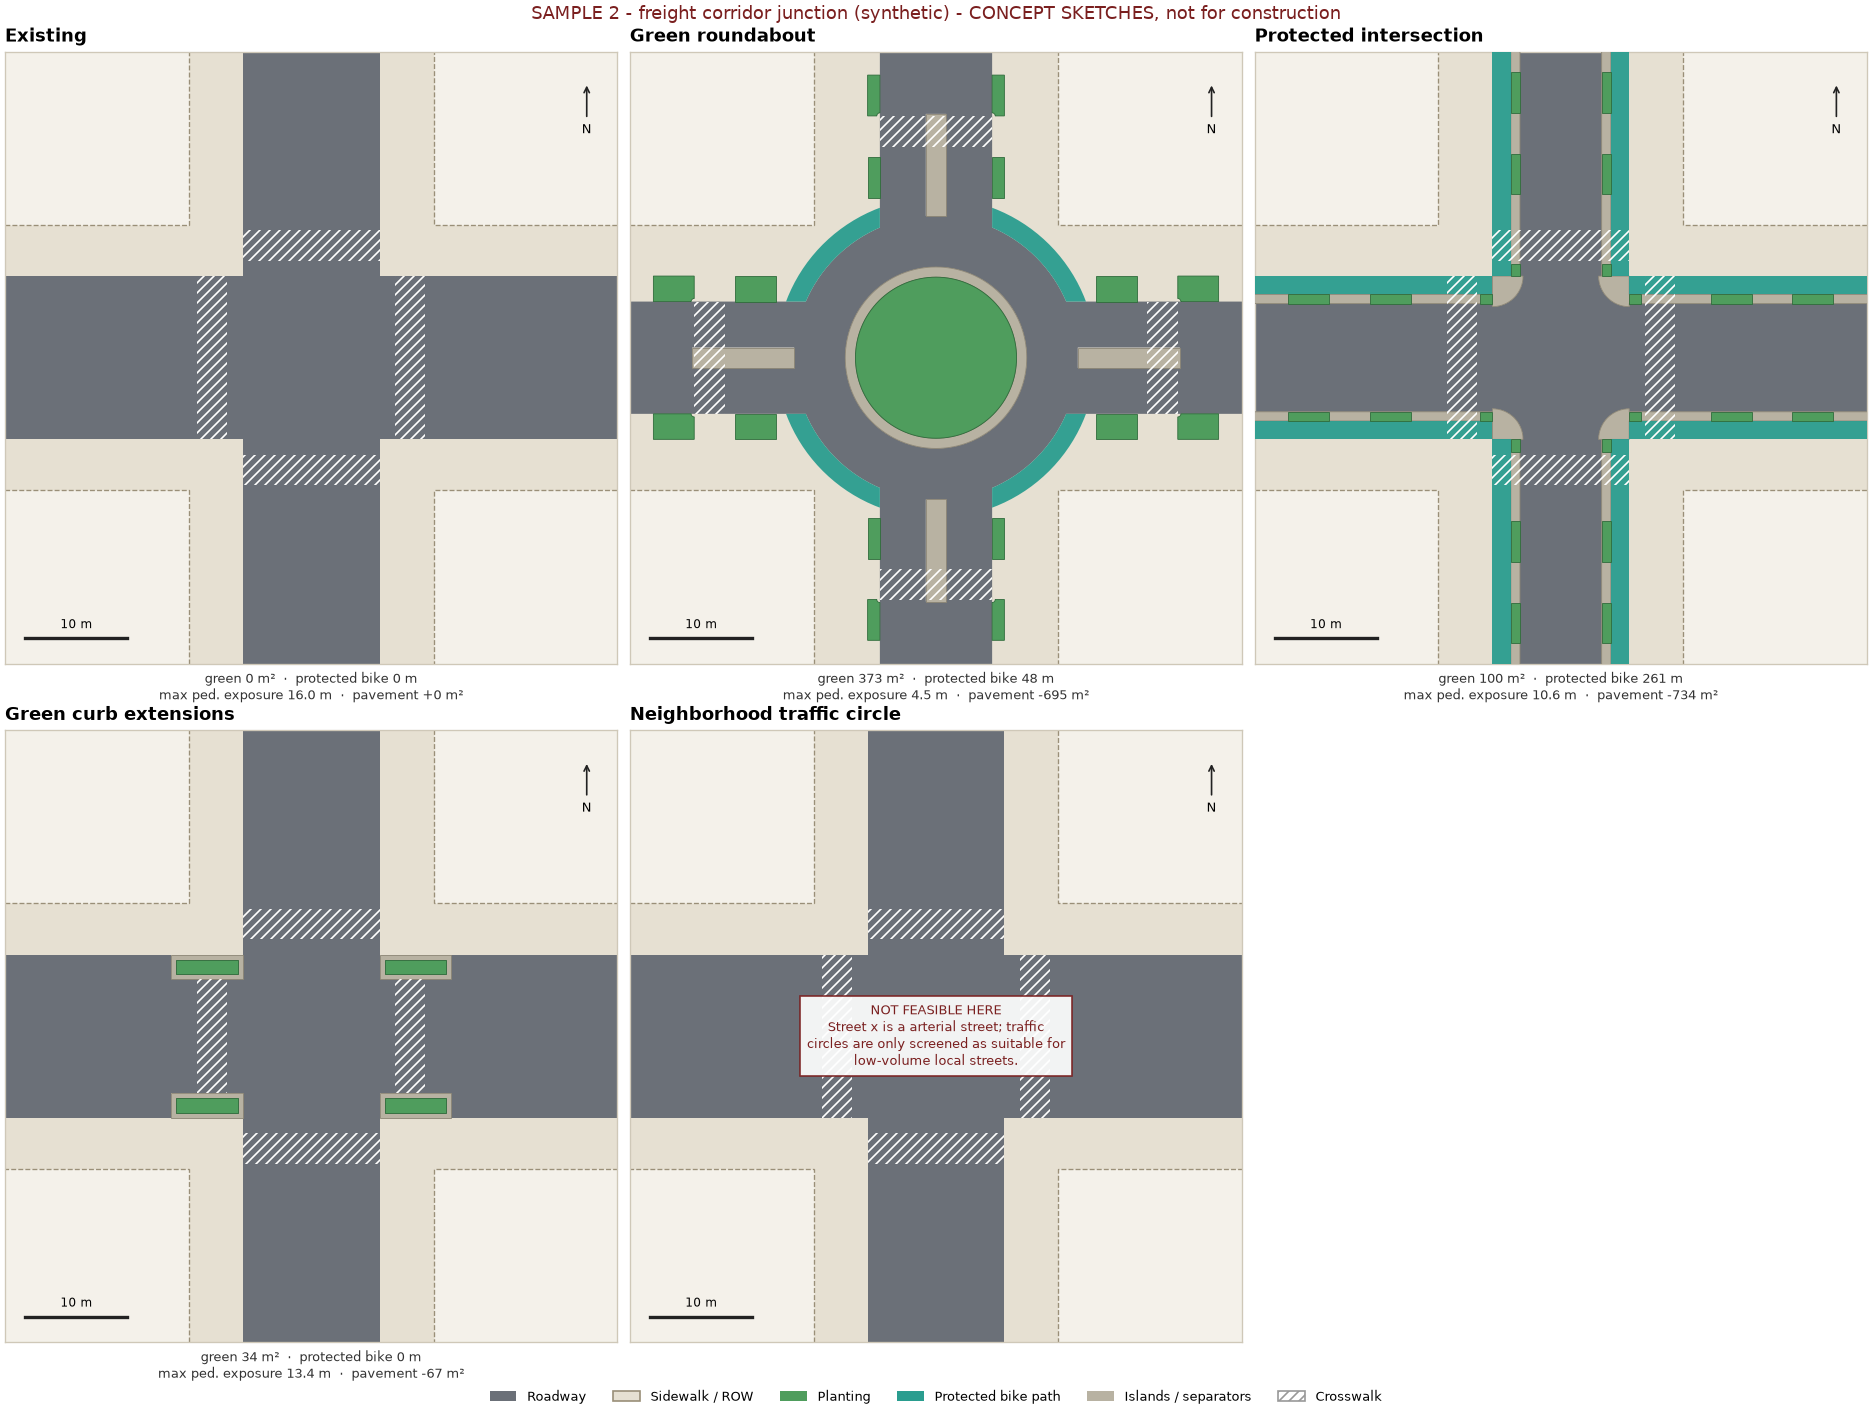 SAMPLE 2 - freight corridor junction (synthetic) - CONCEPT SKETCHES, not for construction
Existing
N
10 m
green 0 m² · protected bike 0 m
max ped. exposure 16.0 m · pavement +0 m²
Green roundabout
N
10 m
green 373 m² · protected bike 48 m
max ped. exposure 4.5 m · pavement -695 m²
Protected intersection
N
10 m
green 100 m² · protected bike 261 m
max ped. exposure 10.6 m · pavement -734 m²
Green curb extensions
N
10 m
green 34 m² · protected bike 0 m
max ped. exposure 13.4 m · pavement -67 m²
Neighborhood traffic circle
N
NOT FEASIBLE HERE
Street x is a arterial street; traffic
circles are only screened as suitable for
low-volume local streets.
10 m
Roadway
Sidewalk / ROW
Planting
Protected bike path
Islands / separators
Crosswalk